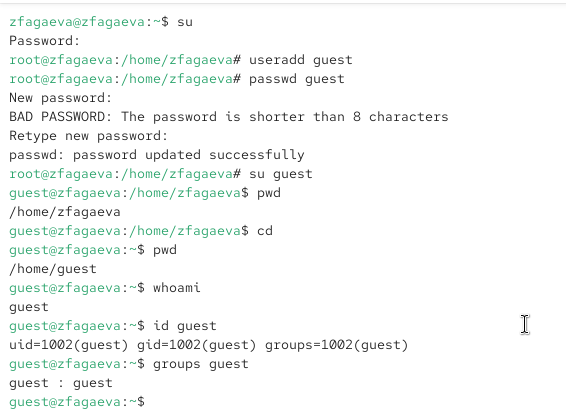 zfagaeva@zfagaeva:~$ su
Password:
root@zfagaeva:/home/zfagaeva# useradd guest
root@zfagaeva:/home/zfagaeva# passwd guest
New password:
BAD PASSWORD: The password is shorter than 8 characters
Retype new password:
passwd: password updated successfully
root@zfagaeva:/home/zfagaeva# su guest
guest@zfagaeva:/home/zfagaeva$ pwd
/home/zfagaeva
guest@zfagaeva:/home/zfagaeva$ cd
guest@zfagaeva:~$ pwd
/home/guest
guest@zfagaeva:~$ whoami
guest
guest@zfagaeva:~$ id guest
uid=1002(guest) gid=1002(guest) groups=1002(guest)
guest@zfagaeva:~$ groups guest
guest : guest
guest@zfagaeva:~$